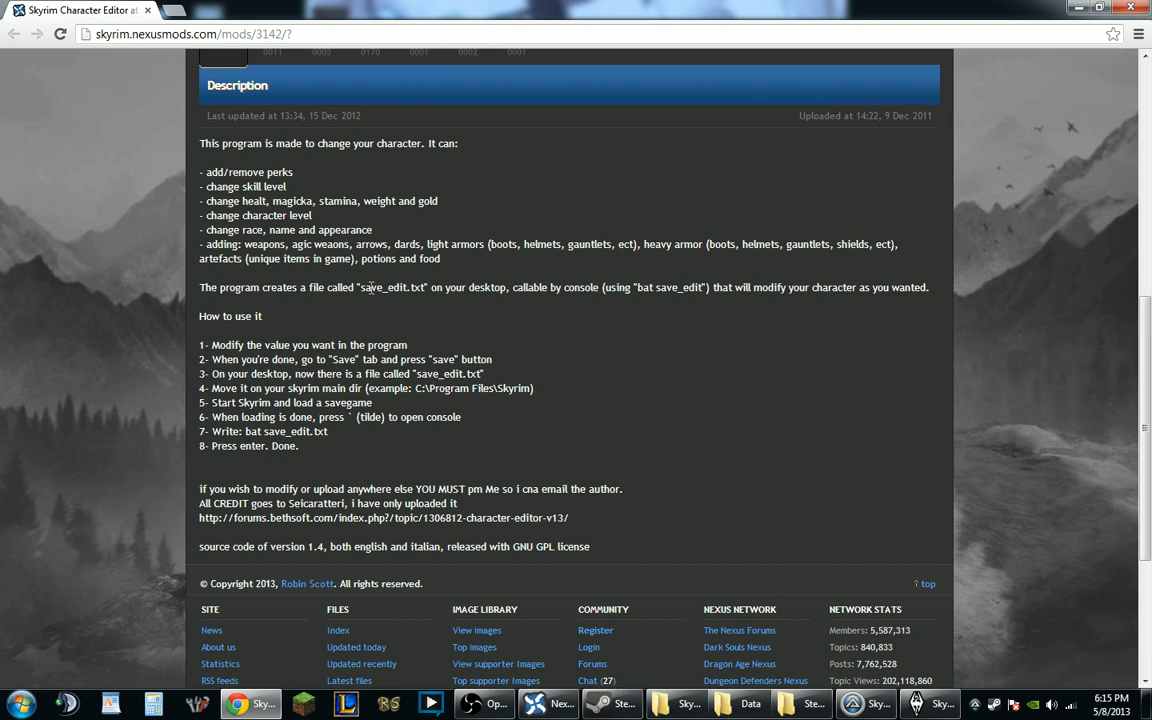 Skyrim Character Editor at
skyrim.nexusmods.com/mods/3142/?
0011 0005 0170 0001 0002 0001
Description
Last updated at 13:34, 15 Dec 2012 Uploaded at 14:22, 9 Dec 2011
This program is made to change your character. It can:
- add/remove perks
- change skill level
- change healt, magicka, stamina, weight and gold
- change character level
- change race, name and appearance
- adding: weapons, agic weaons, arrows, dards, light armors (boots, helmets, gauntlets, ect), heavy armor (boots, helmets, gauntlets, shields, ect),
artefacts (unique items in game), potions and food
The program creates a file called "save_edit.txt" on your desktop, callable by console (using "bat save_edit") that will modify your character as you wanted.
How to use it
1- Modify the value you want in the program
2- When you're done, go to "Save" tab and press "save" button
3- On your desktop, now there is a file called "save_edit.txt"
4- Move it on your skyrim main dir (example: C:\Program Files\Skyrim)
5- Start Skyrim and load a savegame
6- When loading is done, press ` (tilde) to open console
7- Write: bat save_edit.txt
8- Press enter. Done.
if you wish to modify or upload anywhere else YOU MUST pm Me so i cna email the author.
All CREDIT goes to Seicaratteri, i have only uploaded it
http://forums.bethsoft.com/index.php?/topic/1306812-character-editor-v13/
source code of version 1.4, both english and italian, released with GNU GPL license
© Copyright 2013, Robin Scott. All rights reserved. top
SITE FILES IMAGE LIBRARY COMMUNITY NEXUS NETWORK NETWORK STATS
News Index View images Register The Nexus Forums Members: 5,587,313
About us Updated today Top images Login Dark Souls Nexus Topics: 840,833
Statistics Updated recently View supporter Images Forums Dragon Age Nexus Posts: 7,762,528
RSS feeds Latest files Top supporter Images Chat (27) Dungeon Defenders Nexus Topic Views: 202,118,860
Sky... Op... Nex... Ste... Sky... Data Ste... Sky... Sky...
6:15 PM
5/8/2013